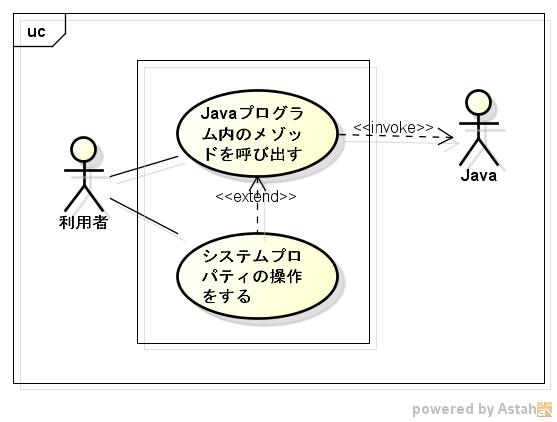 uc
Javaプログラ
ム内のメゾッ
ドを呼び出す
<<invoke>>
Java
<<extend>>
利用者
システムプロ
パティの操作
をする
powered by Astah